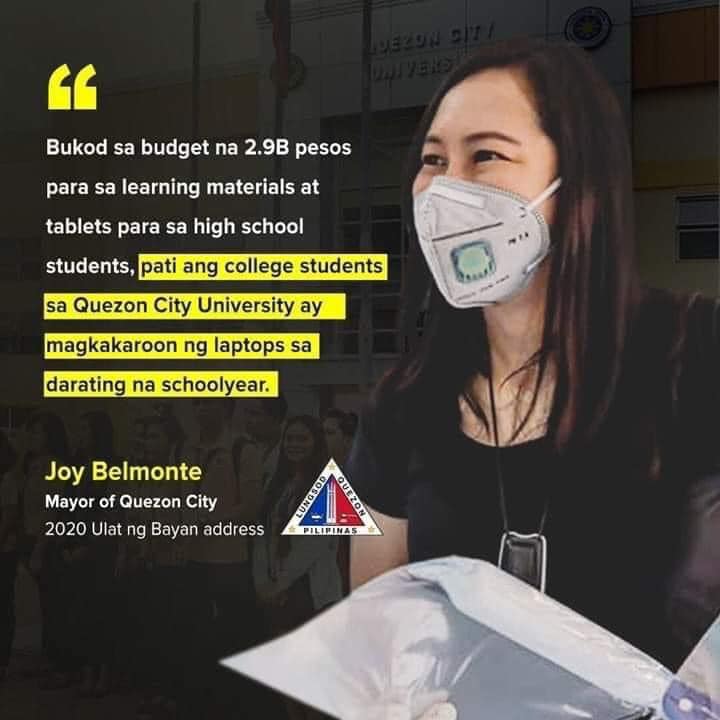 QUEZON CITY
UNIVERS
Bukod sa budget na 2.9B pesos
para sa learning materials at
tablets para sa high school
students, pati ang college students
sa Quezon City University ay
magkakaroon ng laptops sa
darating na schoolyear.
Joy Belmonte
Mayor of Quezon City
2020 Ulat ng Bayan address
LUNGSOD QUEZON
PILIPINAS